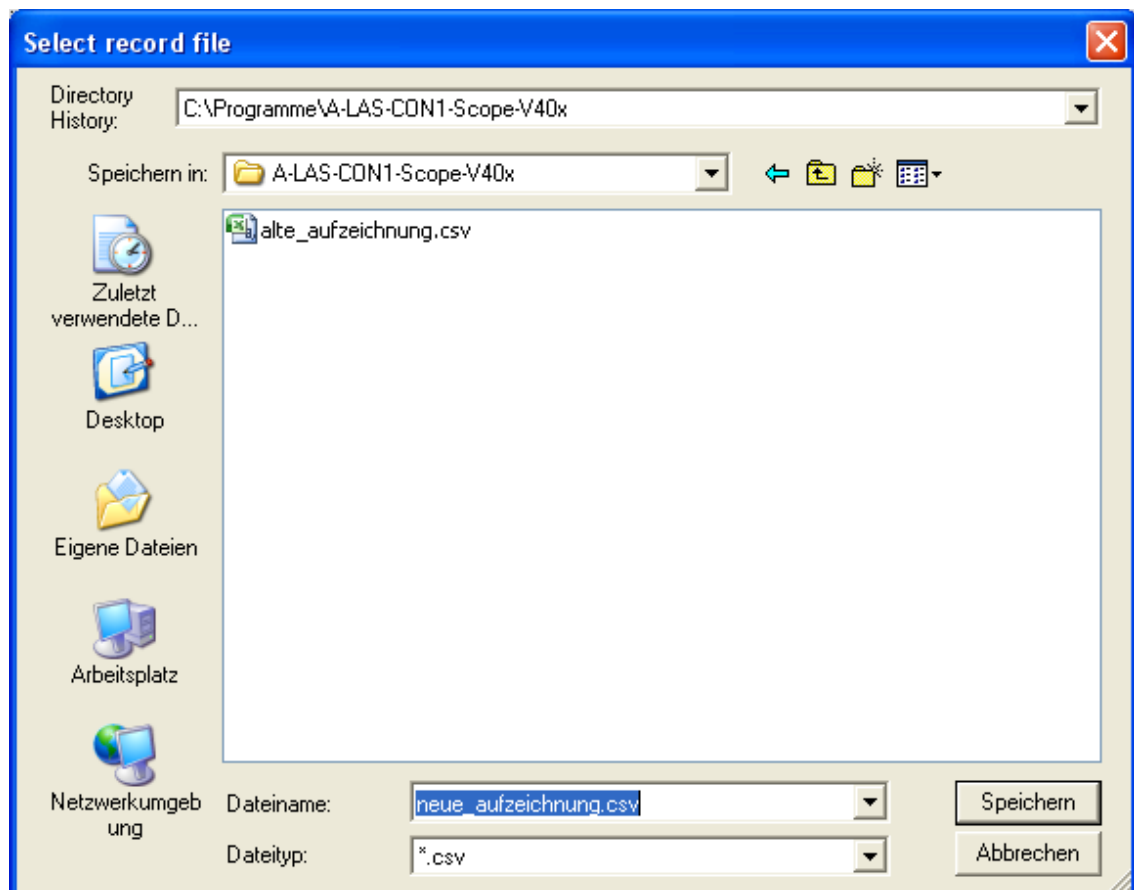 Select record file
Directory
History:
C:\Programme\A-LAS-CON1-Scope-V40x
Speichern in:
A-LAS-CON1-Scope-V40x
alte_aufzeichnung.csv
Zuletzt
verwendete D...
Desktop
Eigene Dateien
Arbeitsplatz
Netzwerkumgeb
ung
Dateiname:
neue_aufzeichnung.csv
Speichern
Dateityp:
*.csv
Abbrechen